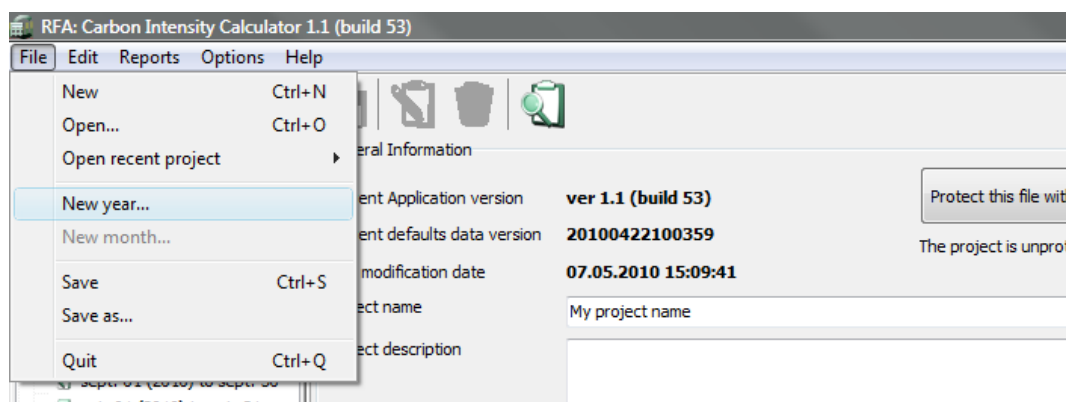 RFA: Carbon Intensity Calculator 1.1 (build 53)
File Edit Reports Options Help
New Ctrl+N
Open... Ctrl+O
Open recent project
New year...
New month...
Save Ctrl+S
Save as...
Quit Ctrl+Q
eral Information
ent Application version ver 1.1 (build 53)
ent defaults data version 20100422100359
modification date 07.05.2010 15:09:41
ect name My project name
ect description
Protect this file wit
The project is unpro